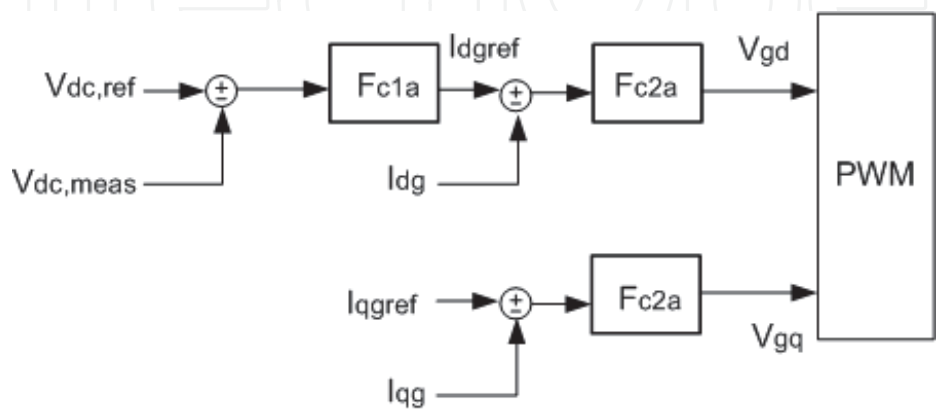 Idgref
Vgd
Vdc,ref
±
Fc1a
±
Fc2a
Vdc,meas
Idg
PWM
Iqgref
±
Fc2a
Vgq
Iqg